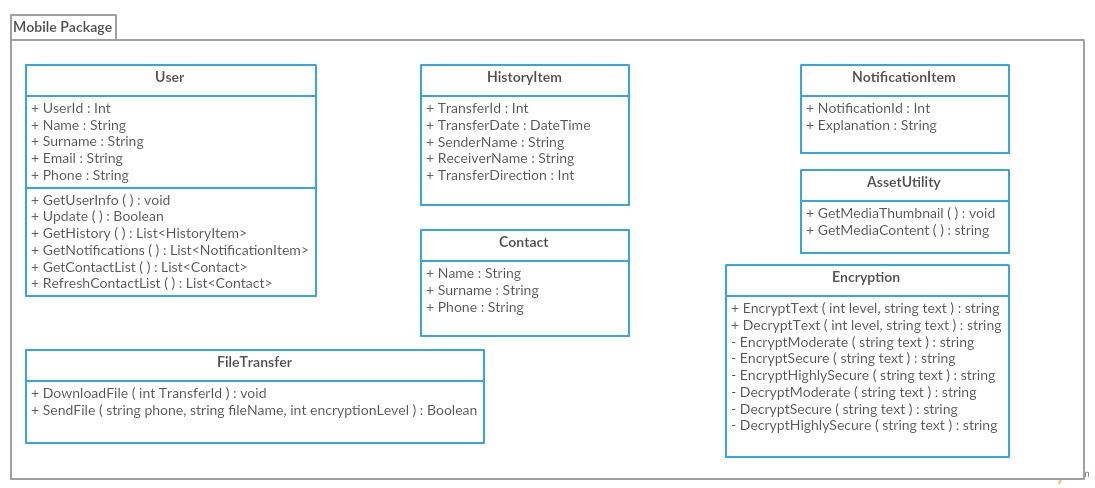 Mobile Package
User
+ UserId : Int
+ Name : String
+ Surname : String
+ Email : String
+ Phone : String
+ GetUserInfo ( ) : void
+ Update ( ) : Boolean
+ GetHistory ( ) : List<HistoryItem>
+ GetNotifications ( ) : List<NotificationItem>
+ GetContactList ( ) : List<Contact>
+ RefreshContactList ( ) : List<Contact>
HistoryItem
+ TransferId : Int
+ TransferDate : DateTime
+ SenderName : String
+ ReceiverName : String
+ TransferDirection : Int
NotificationItem
+ NotificationId : Int
+ Explanation : String
AssetUtility
+ GetMediaThumbnail ( ) : void
+ GetMediaContent ( ) : string
Contact
+ Name : String
+ Surname : String
+ Phone : String
Encryption
+ EncryptText ( int level, string text ) : string
+ DecryptText ( int level, string text ) : string
- EncryptModerate ( string text ) : string
- EncryptSecure ( string text ) : string
- EncryptHighlySecure ( string text ) : string
- DecryptModerate ( string text ) : string
- DecryptSecure ( string text ) : string
- DecryptHighlySecure ( string text ) : string
FileTransfer
+ DownloadFile ( int TransferId ) : void
+ SendFile ( string phone, string fileName, int encryptionLevel ) : Boolean